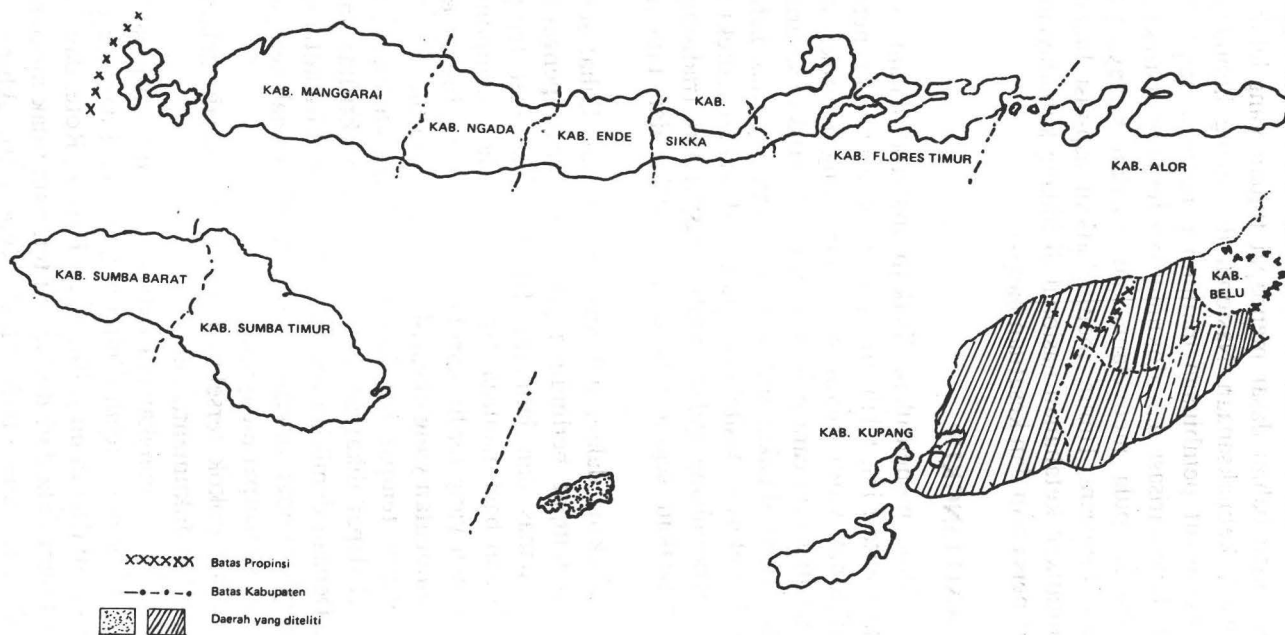 KAB. MANGGARAI
KAB. NGADA
KAB. ENDE
KAB.
SIKKA
KAB. FLORES TIMUR
KAB. ALOR
KAB. SUMBA BARAT
KAB. SUMBA TIMUR
KAB.
BELU
KAB. KUPANG
XXXXXX Batas Propinsi
Batas Kabupaten
Daerah yang diteliti